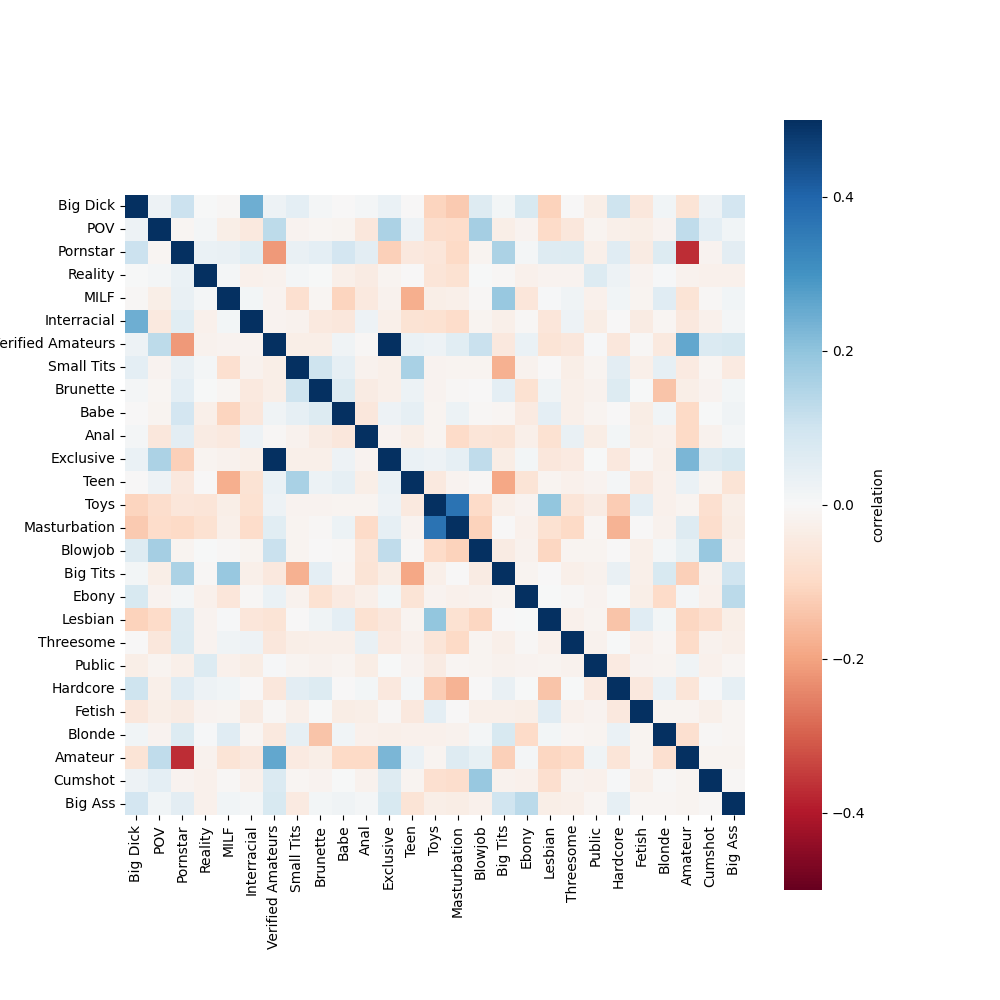 Big Dick
POV
Pornstar
Reality
MILF
Interracial
erified Amateurs
Small Tits
Brunette
Babe
Anal
Exclusive
Teen
Toys
Masturbation
Blowjob
Big Tits
Ebony
Lesbian
Threesome
Public
Hardcore
Fetish
Blonde
Amateur
Cumshot
Big Ass
Big Dick
POV
Pornstar
Reality
MILF
Interracial
Verified Amateurs
Small Tits
Brunette
Babe
Anal
Exclusive
Teen
Toys
Masturbation
Blowjob
Big Tits
Ebony
Lesbian
Threesome
Public
Hardcore
Fetish
Blonde
Amateur
Cumshot
Big Ass
0.4
0.2
0.0
−0.2
−0.4
correlation